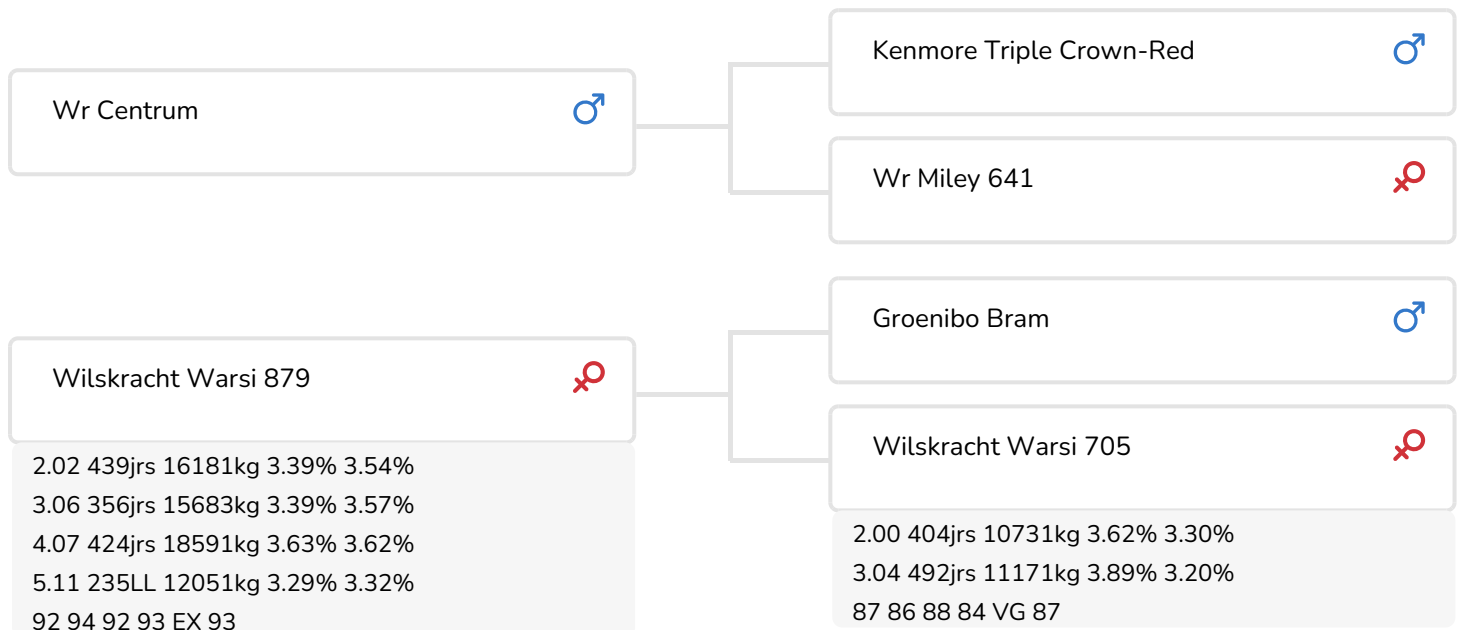 Kenmore Triple Crown-Red
Wr Centrum
Wr Miley 641
Groenibo Bram
Wilskracht Warsi 879
2.02 439jrs 16181kg 3.39% 3.54%
3.06 356jrs 15683kg 3.39% 3.57%
4.07 424jrs 18591kg 3.63% 3.62%
5.11 235LL 12051kg 3.29% 3.32%
92 94 92 93 EX 93
Wilskracht Warsi 705
2.00 404jrs 10731kg 3.62% 3.30%
3.04 492jrs 11171kg 3.89% 3.20%
87 86 88 84 VG 87